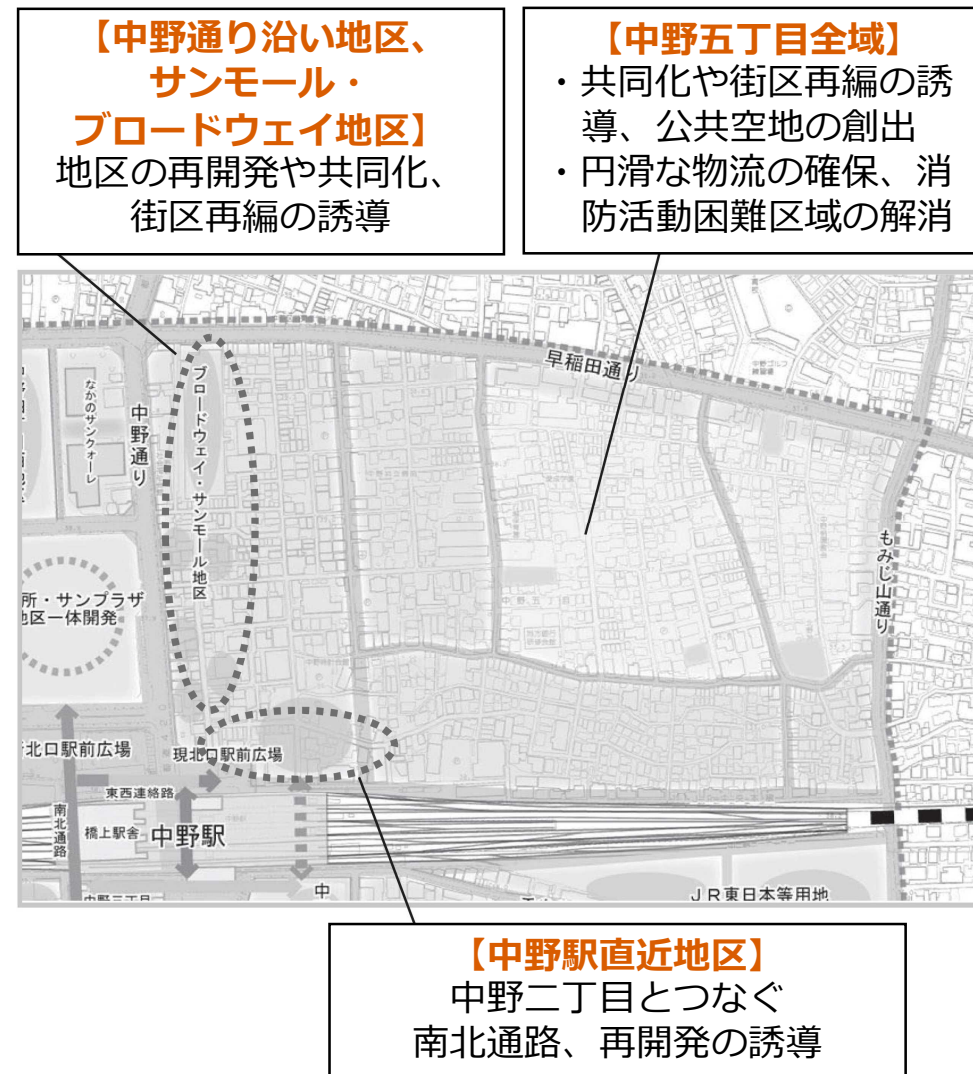 【中野通り沿い地区、
サンモール・
ブロードウェイ地区】
地区の再開発や共同化、
街区再編の誘導
【中野五丁目全域】
・共同化や街区再編の誘
導、公共空地の創出
・円滑な物流の確保、消
防活動困難区域の解消
早稲田通り
なかのサンクォーレ
中野通り
ブロードウェイ・サンモール地区
もみじ山通り
所・サンプラザ
地区一体開発
北口駅前広場
現北口駅前広場
東西連絡路
南北通路
橋上駅舎
中野駅
中
JR東日本等用地
【中野駅直近地区】
中野二丁目とつなぐ
南北通路、再開発の誘導